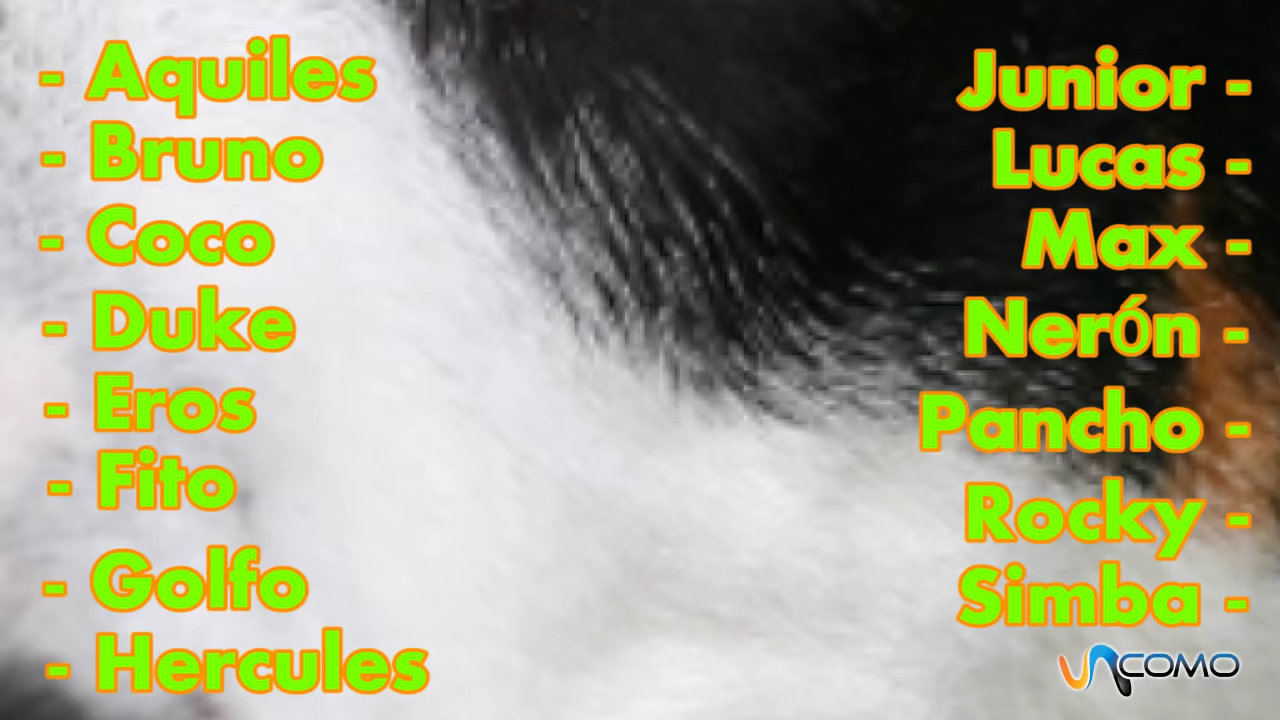 - Aquiles
- Bruno
- Coco
- Duke
- Eros
- Fito
- Golfo
- Hercules
Junior -
Lucas -
Max -
Nerón -
Pancho -
Rocky -
Simba -
UNCOMO